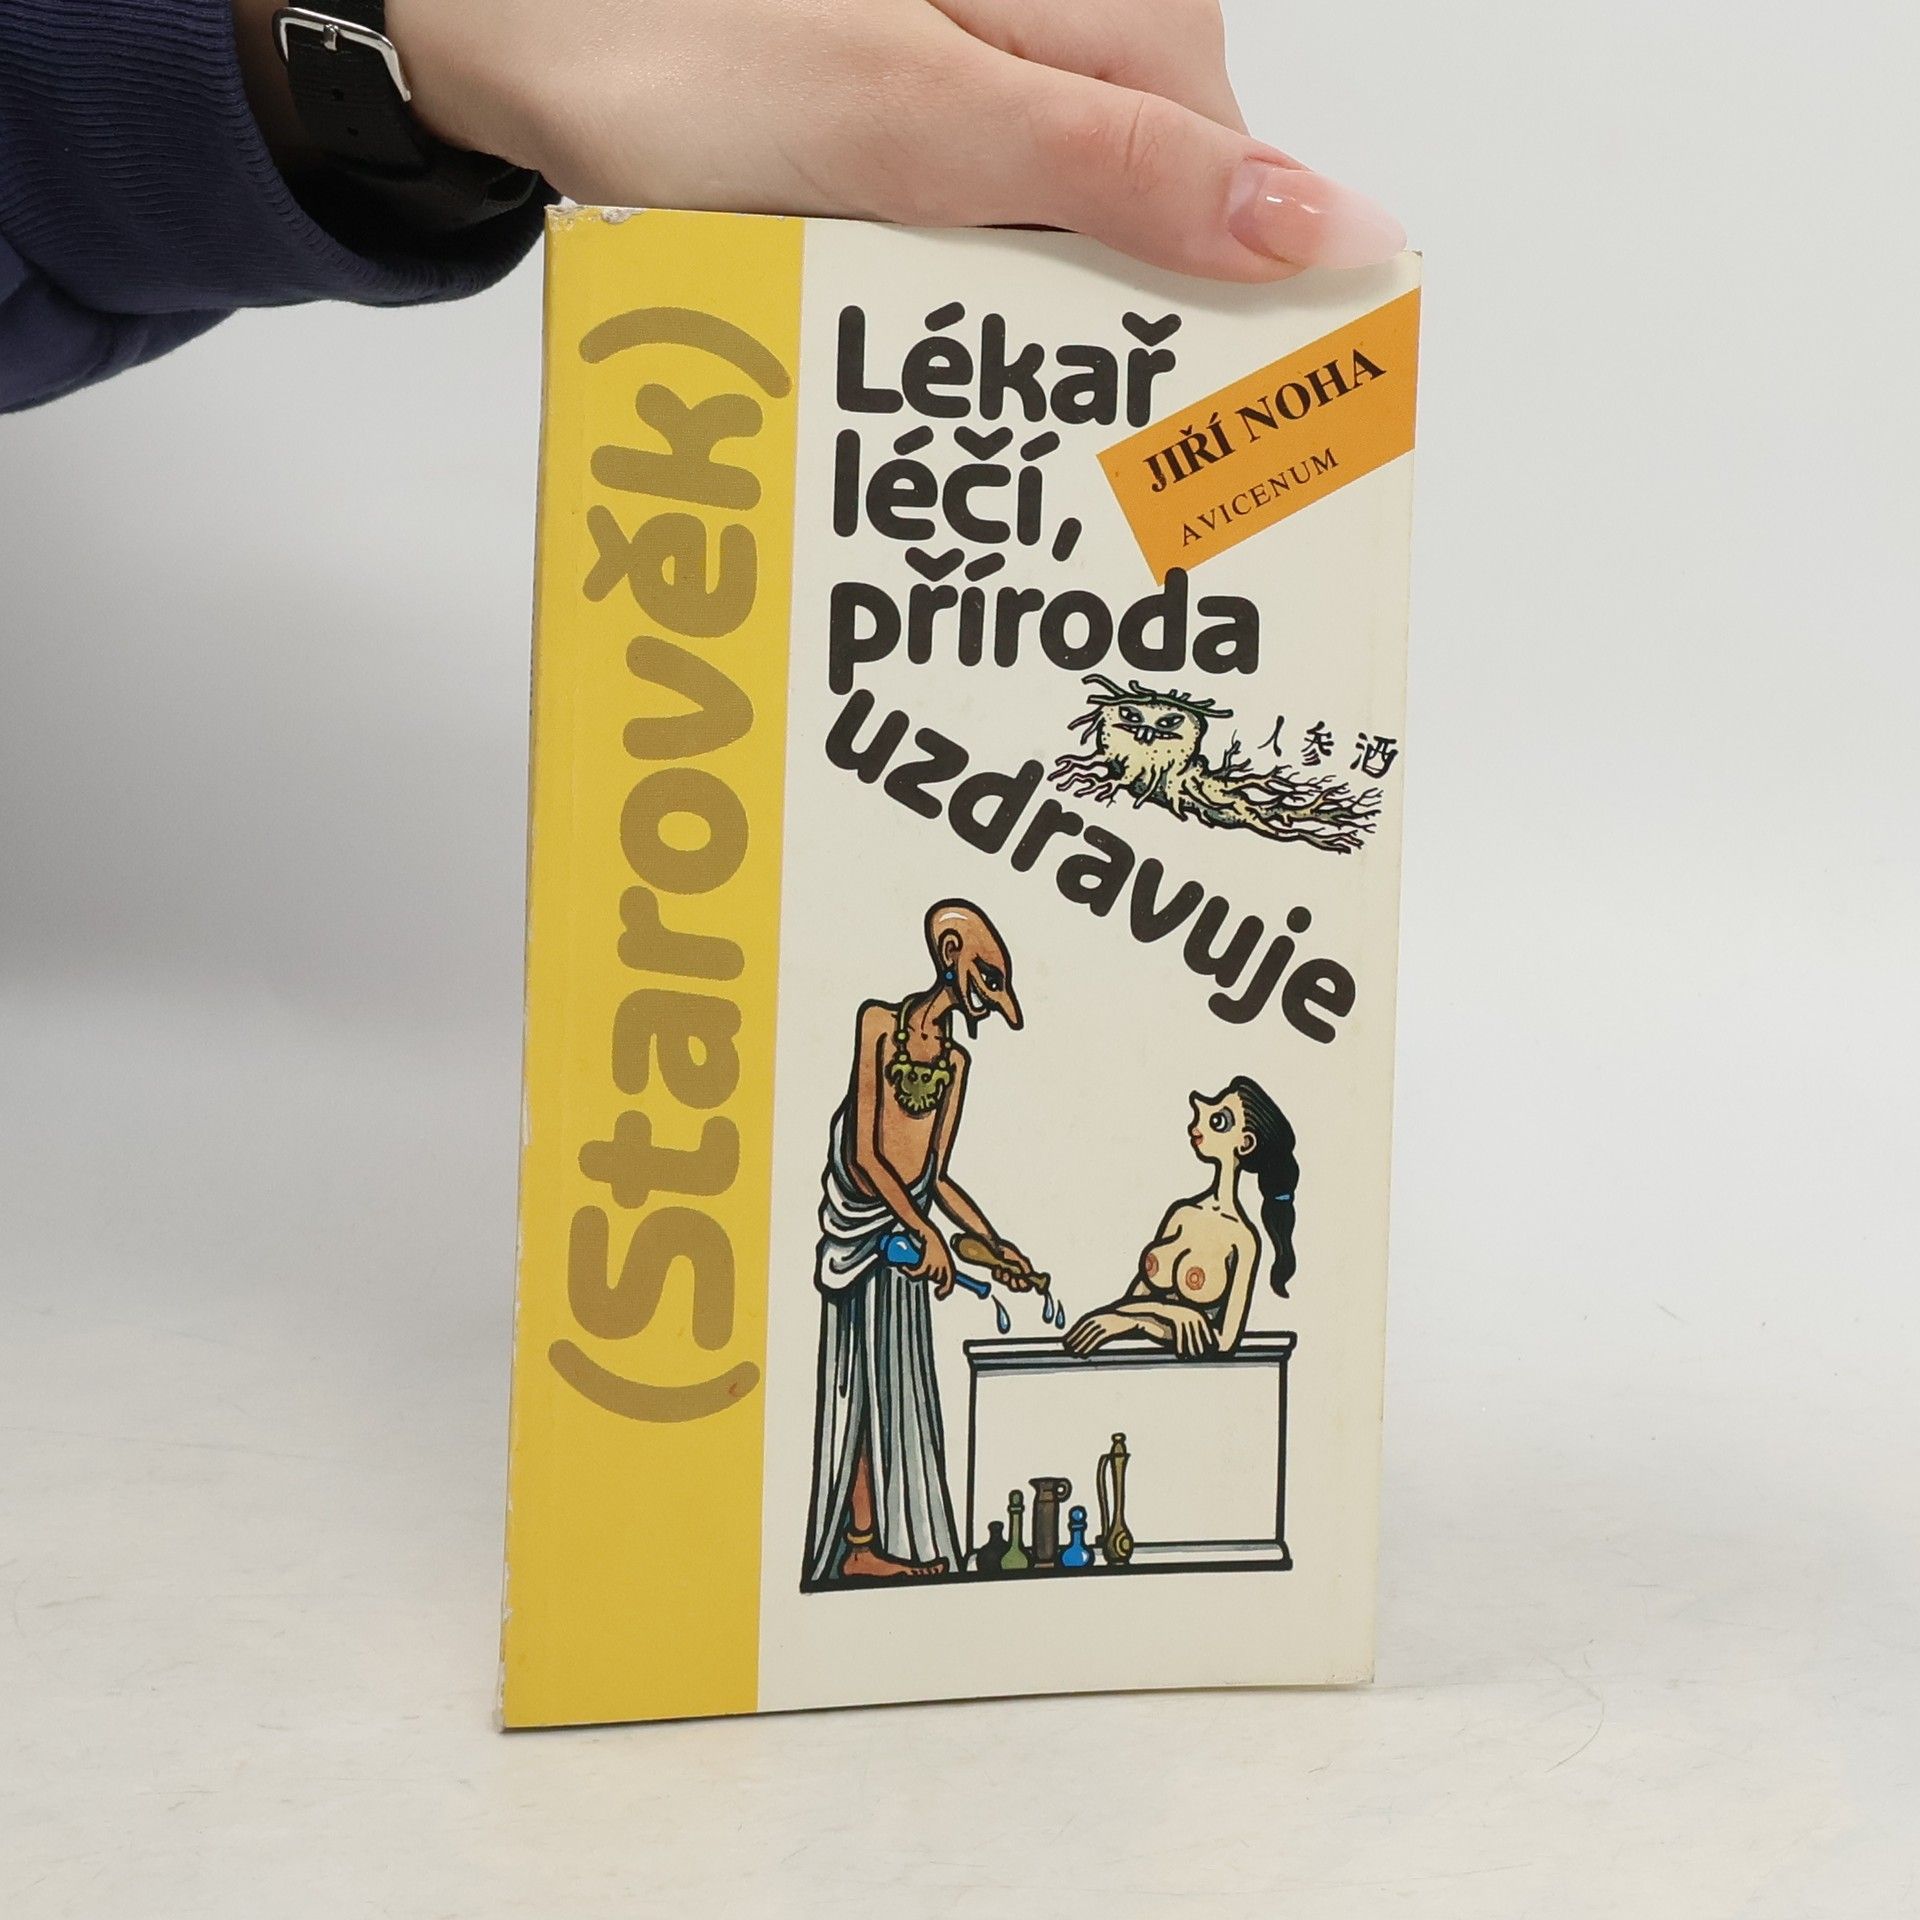 (Starověk)
Lékař
léčí,
příroda
uzdravuje
JIŘÍ NOHA
AVICENUM
人参酒